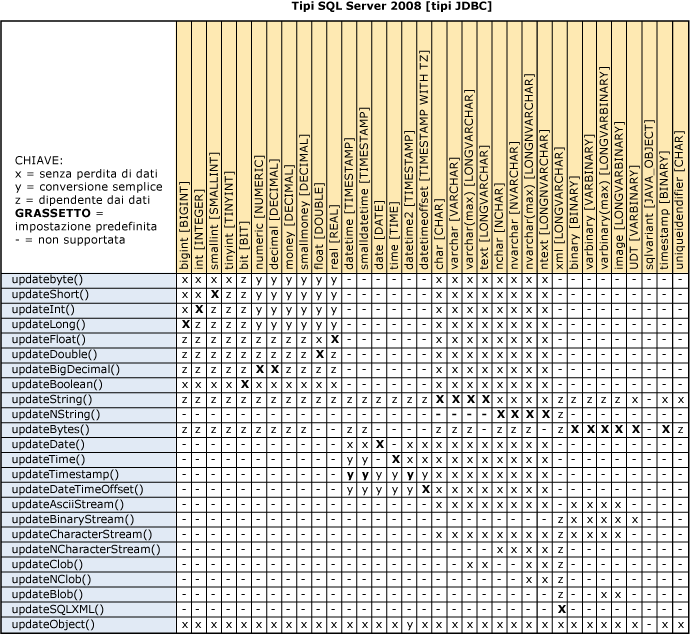 Tipi SQL Server 2008 [tipi JDBC]
CHIAVE:
x = senza perdita di dati
y = conversione semplice
z = dipendente dai dati
GRASSETTO =
impostazione predefinita
- = non supportata
bigint [BIGINT]
int [INTEGER]
smallint [SMALLINT]
tinyint [TINYINT]
bit [BIT]
numeric [NUMERIC]
decimal [DECIMAL]
money [DECIMAL]
smallmoney [DECIMAL]
float [DOUBLE]
real [REAL]
datetime [TIMESTAMP]
smalldatetime [TIMESTAMP]
date [DATE]
time [TIME]
datetime2 [TIMESTAMP]
datetimeoffset [TIMESTAMP WITH TZ]
char [CHAR]
varchar [VARCHAR]
varchar(max) [LONGVARCHAR]
text [LONGVARCHAR]
nchar [NCHAR]
nvarchar [NVARCHAR]
nvarchar(max) [LONGNVARCHAR]
ntext [LONGNVARCHAR]
xml [LONGVARCHAR]
binary [BINARY]
varbinary [VARBINARY]
varbinary(max) [LONGVARBINARY]
image [LONGVARBINARY]
UDT [VARBINARY]
sqlvariant [JAVA_OBJECT]
timestamp [BINARY]
uniqueidendifier [CHAR]
updatebyte() x x x x z y y y y y y - - - - - - x x x x x x x x - - - - - - - - -
updateShort() x x X z z y y y y y y - - - - - - x x x x x x x x - - - - - - - - -
updateInt() x X z z z y y y y y y - - - - - - x x x x x x x x - - - - - - - - -
updateLong() X z z z z y y y y y y - - - - - - x x x x x x x x - - - - - - - - -
updateFloat() z z z z z z z z z x X - - - - - - x x x x x x x x - - - - - - - - -
updateDouble() z z z z z z z z z X x - - - - - - x x x x x x x x - - - - - - - - -
updateBigDecimal() z z z z z X X z z z z - - - - - - x x x x x x x x - - - - - - - - -
updateBoolean() x x x x X x x x x x x - - - - - - x x x x x x x x - - - - - - - - -
updateString() z z z z z z z z z z z z z z z z z X X X X x x x x z z z z z z - x x
updateNString() - - - - - - - - - - - - - - - - - - - - - X X X X z - - - - - - - -
updateBytes() z z z z z z z z z z z z z - - - - z z z z z z z z z X X X X X - X z
updateDate() - - - - - - - - - - - x x X - x x x x x x x x x x - - - - - - - - -
updateTime() - - - - - - - - - - - y y - X x x x x x x x x x x - - - - - - - - -
updateTimestamp() - - - - - - - - - - - y y y y y y x x x x x x x x - - - - - - - - -
updateDateTimeOffset() - - - - - - - - - - - y y y y y X x x x x x x x x - - - - - - - - -
updateAsciiStream() - - - - - - - - - - - - - - - - - x x x x x x x x - x x x x - - - -
updateBinaryStream() - - - - - - - - - - - - - - - - - - - - - - - - - z x x x x x - - -
updateCharacterStream() - - - - - - - - - - - - - - - - - x x x x x x x x z x x x x - - - -
updateNCharacterStream() - - - - - - - - - - - - - - - - - - - - - x x x x z - - - - - - - -
updateClob() - - - - - - - - - - - - - - - - - - - x x - - x x z - - - - - - - -
updateNClob() - - - - - - - - - - - - - - - - - - - - - - - x x z - - - - - - - -
updateBlob() - - - - - - - - - - - - - - - - - - - - - - - - - z - - x x - - - -
updateSQLXML() - - - - - - - - - - - - - - - - - - - - - - - - - X - - - - - - - -
updateObject() x x x x x x x x x x x x x x x y x x x x x x x x x x x x x x x - x x